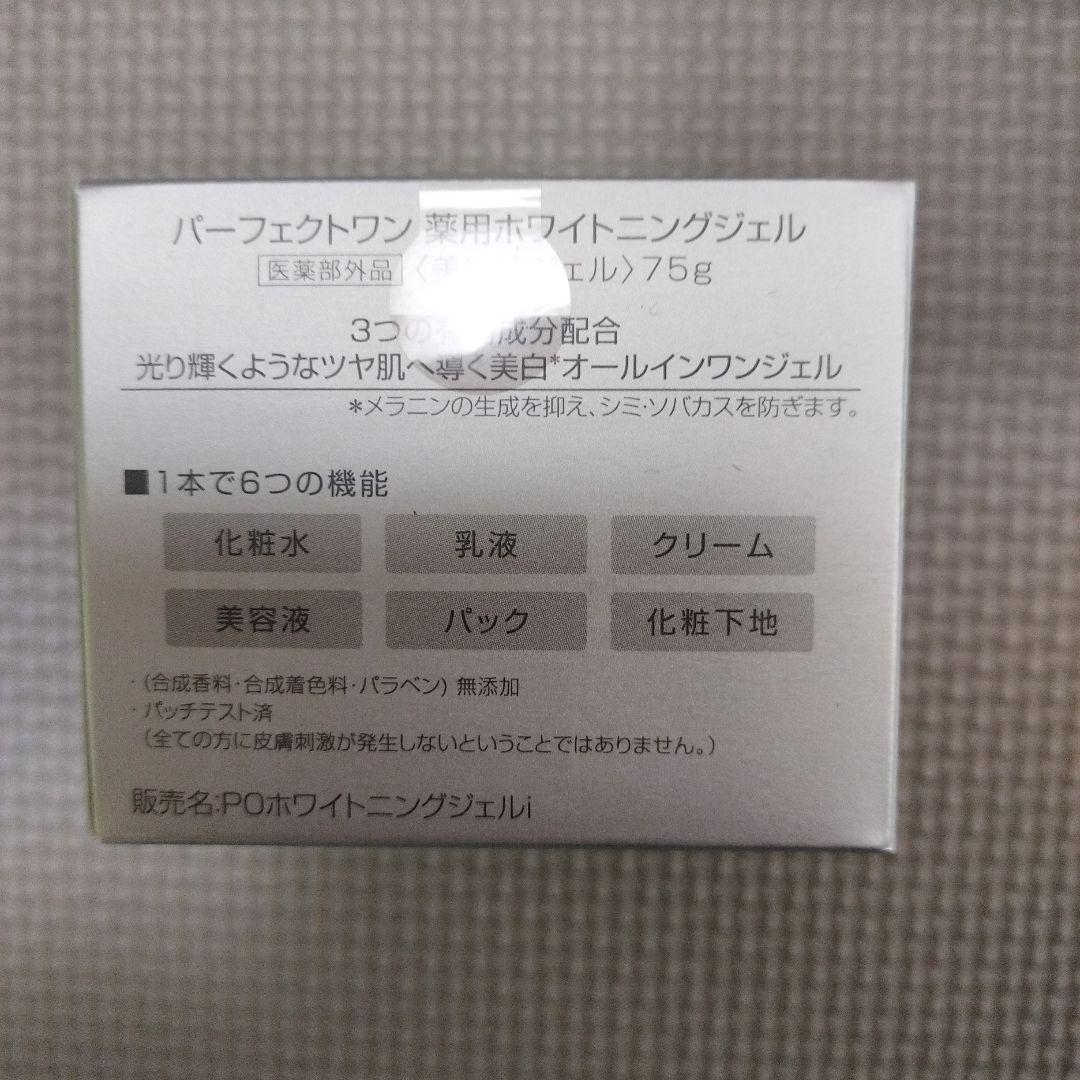 パーフェクトワン 薬用ホワイトニングジェル
医薬部外品 〈美 ジェル〉75g
3つの 成分配合
光り輝くようなツヤ肌へ導く美白*オールインワンジェル
*メラニンの生成を抑え、シミ・ソバカスを防ぎます。
■1本で6つの機能
化粧水 乳液 クリーム
美容液 パック 化粧下地
・(合成香料・合成着色料・パラベン) 無添加
・パッチテスト済
(全ての方に皮膚刺激が発生しないということではありません。)
販売名:POホワイトニングジェルi